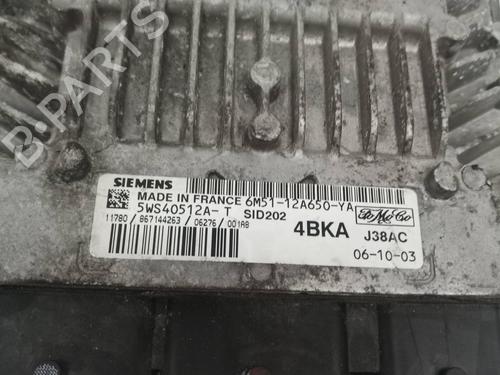 B-PARTS
SIEMENS
MADE IN FRANCE 6M51-12A650-YA
5WS40512A-T SID202
11780 / 867144263 / 06276 / 001AB
FoMoCo
4BKA J38AC
06-10-03